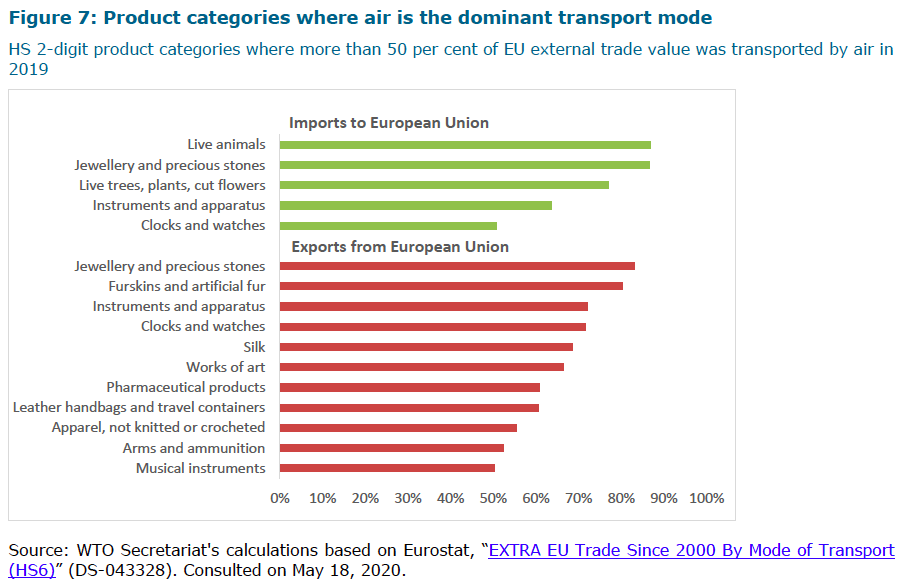 Figure 7: Product categories where air is the dominant transport mode
HS 2-digit product categories where more than 50 per cent of EU external trade value was transported by air in
2019
Imports to European Union
Live animals
Jewellery and precious stones
Live trees, plants, cut flowers
Instruments and apparatus
Clocks and watches
Exports from European Union
Jewellery and precious stones
Furskins and artificial fur
Instruments and apparatus
Clocks and watches
Silk
Works of art
Pharmaceutical products
Leather handbags and travel containers
Apparel, not knitted or crocheted
Arms and ammunition
Musical instruments
0% 10% 20% 30% 40% 50% 60% 70% 80% 90% 100%
Source: WTO Secretariat's calculations based on Eurostat, “EXTRA EU Trade Since 2000 By Mode of Transport
(HS6)” (DS-043328). Consulted on May 18, 2020.